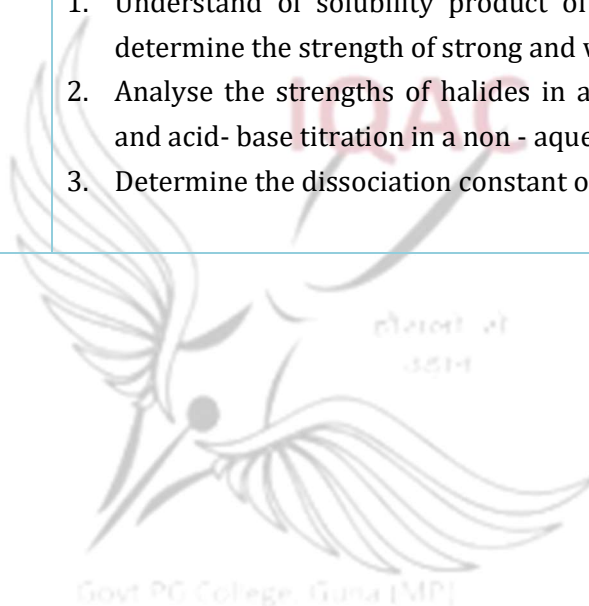 1. Understand of solubility product of
determine the strength of strong and
2. Analyse the strengths of halides in a
IQAC
and acid- base titration in a non - aque
3. Determine the dissociation constant o
Govt PG College, Guna (MP)